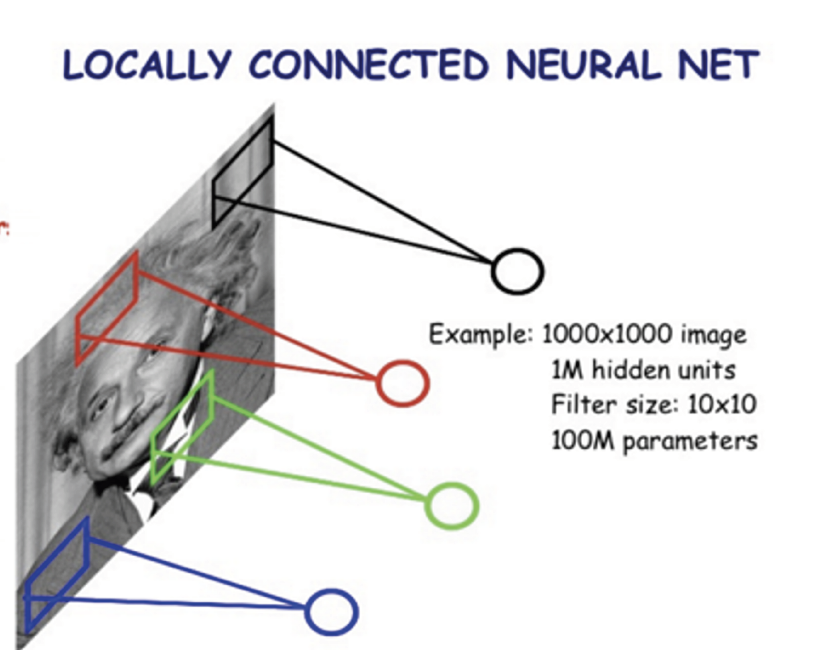 LOCALLY CONNECTED NEURAL NET
Example: 1000x1000 image
1M hidden units
Filter size: 10x10
100M parameters